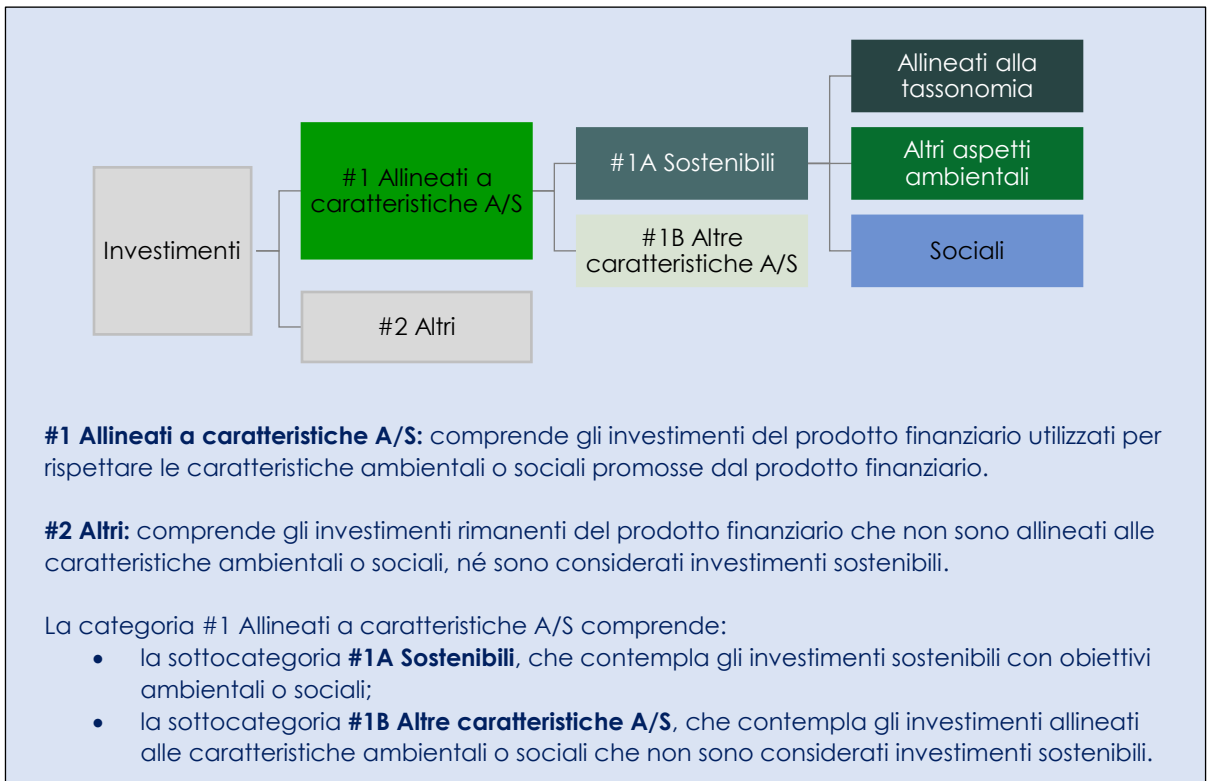 Allineati alla
tassonomia
#1 Allineati a
caratteristiche A/S
#1A Sostenibili
Altri aspetti
ambientali
Investimenti
#1B Altre
caratteristiche A/S
Sociali
#2 Altri
#1 Allineati a caratteristiche A/S: comprende gli investimenti del prodotto finanziario utilizzati per
rispettare le caratteristiche ambientali o sociali promosse dal prodotto finanziario.
#2 Altri: comprende gli investimenti rimanenti del prodotto finanziario che non sono allineati alle
caratteristiche ambientali o sociali, né sono considerati investimenti sostenibili.
La categoria #1 Allineati a caratteristiche A/S comprende:
• la sottocategoria #1A Sostenibili, che contempla gli investimenti sostenibili con obiettivi
ambientali o sociali;
• la sottocategoria #1B Altre caratteristiche A/S, che contempla gli investimenti allineati
alle caratteristiche ambientali o sociali che non sono considerati investimenti sostenibili.